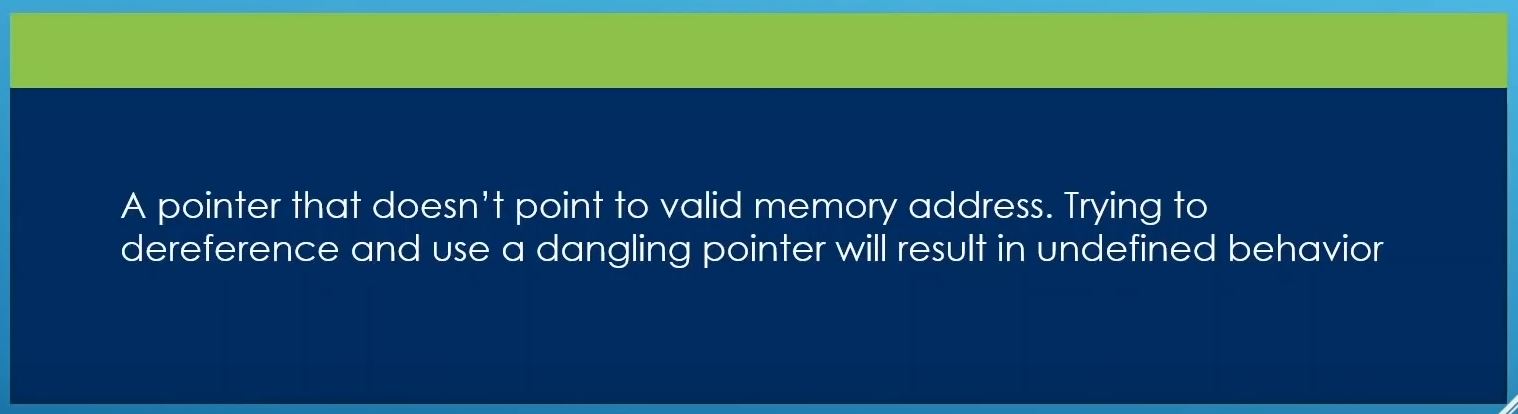 A pointer that doesn’t point to valid memory address. Trying to
dereference and use a dangling pointer will result in undefined behavior